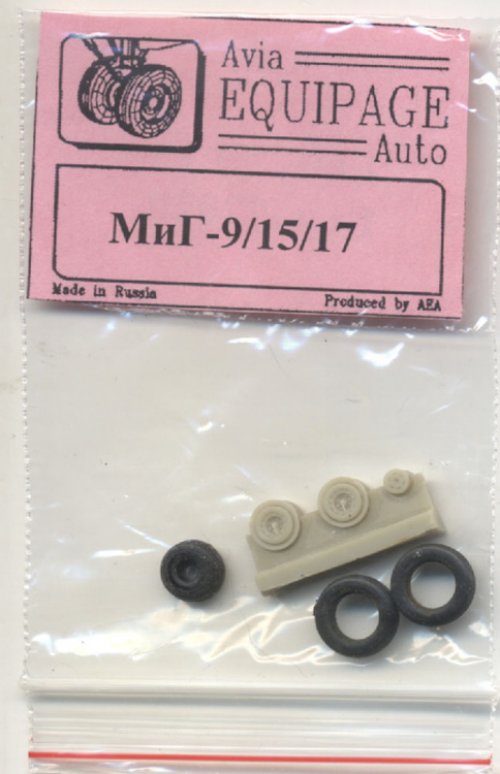 Avia
EQUIPAGE
Auto
МиГ-9/15/17
Made in Russia
Produced by AEA